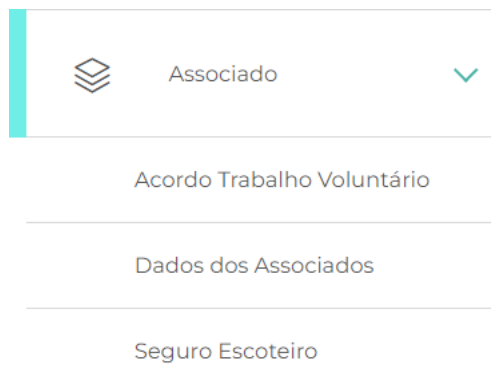 Associado
Acordo Trabalho Voluntário
Dados dos Associados
Seguro Escoteiro